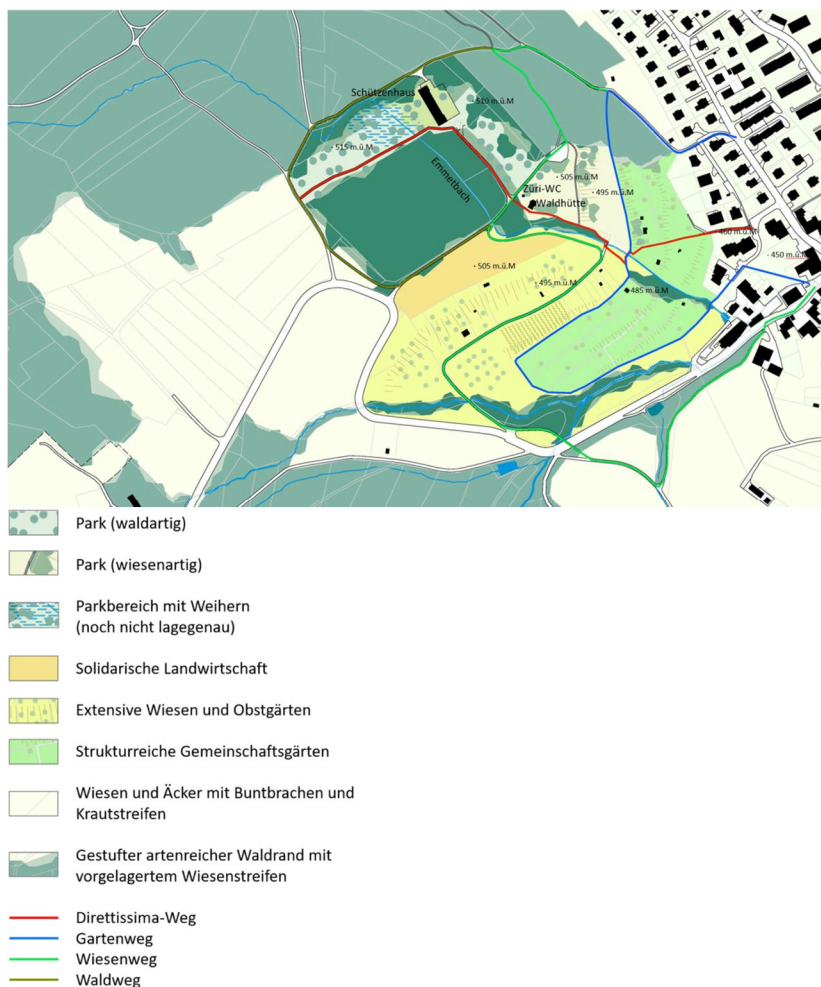 Schützenhaus
510 m.ü.M
515 m.ü.M
Emmetbach
505 m.ü.M
Züri-WC
495 m.ü.M
Waldhütte
460 m.ü.M
450 m.ü.M
505 m.ü.M
495 m.ü.M
485 m.ü.M
Park (waldartig)
Park (wiesenartig)
Parkbereich mit Weihern
(noch nicht lagegenau)
Solidarische Landwirtschaft
Extensive Wiesen und Obstgärten
Strukturreiche Gemeinschaftsgärten
Wiesen und Äcker mit Buntbrachen und
Krautstreifen
Gestufter artenreicher Waldrand mit
vorgelagertem Wiesenstreifen
Direttissima-Weg
Gartenweg
Wiesenweg
Waldweg